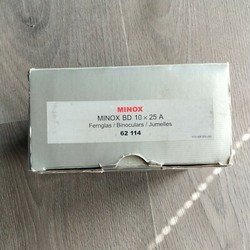 MINOX
MINOX BD 10 × 25 A
Fernglas / Binoculars / Jumelles
62 114